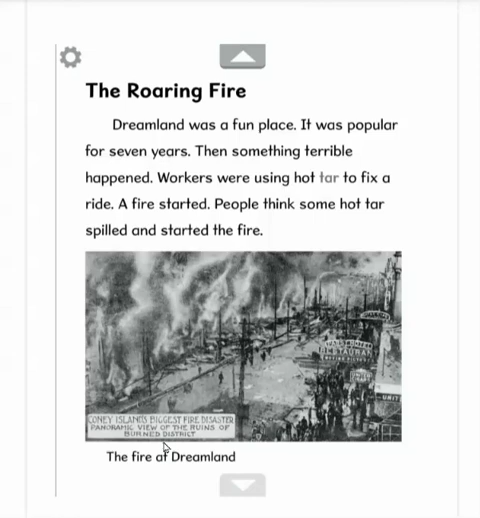 The Roaring Fire
Dreamland was a fun place. It was popular
for seven years. Then something terrible
happened. Workers were using hot tar to fix a
ride. A fire started. People think some hot tar
spilled and started the fire.
RESTAURANT
CONEY ISLAND'S BIGGEST FIRE DISASTER
PANORAMIC VIEW OF THE RUINS OF
BURNED DISTRICT
The fire at Dreamland